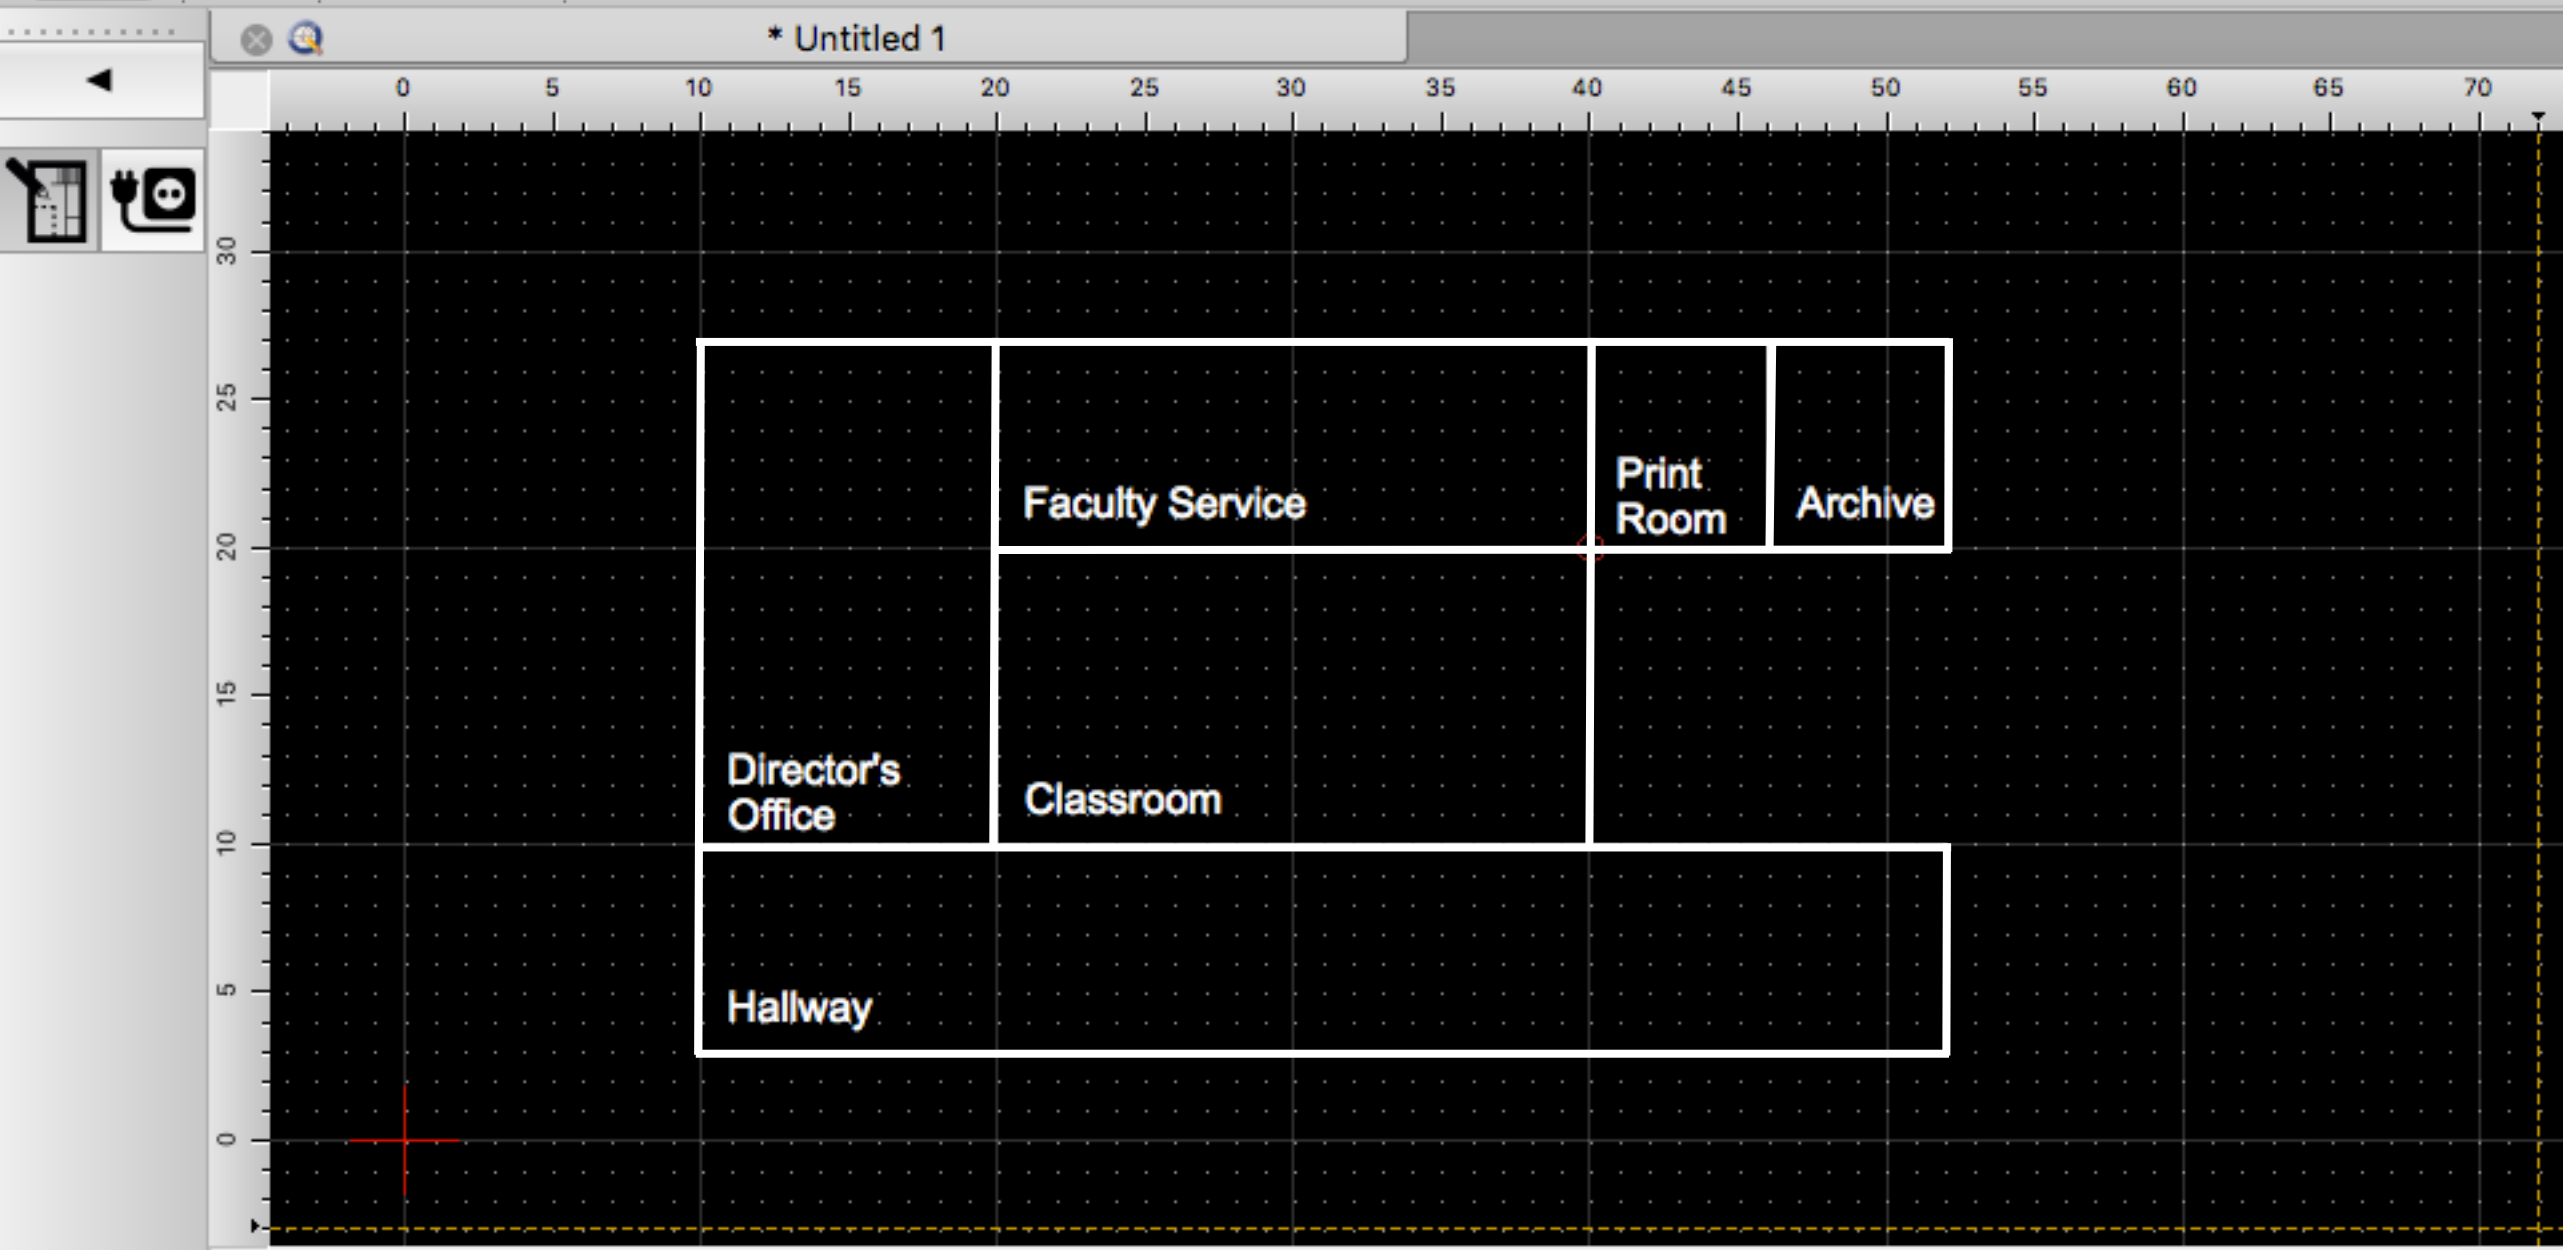 * Untitled 1
0 5 10 15 20 25 30 35 40 45 50 55 60 65 70
30
25
20
15
10
5
0
Faculty Service
Print
Room
Archive
Director's
Office
Classroom
Hallway